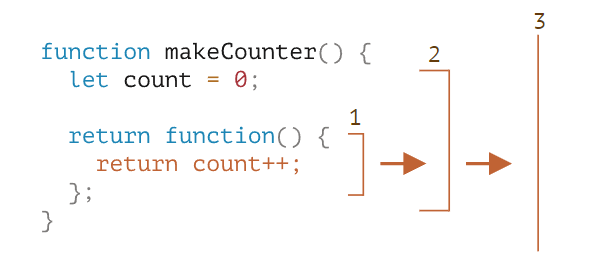 3
function makeCounter() { 2
let count = 0;
1
return function() {
return count++;
};
}